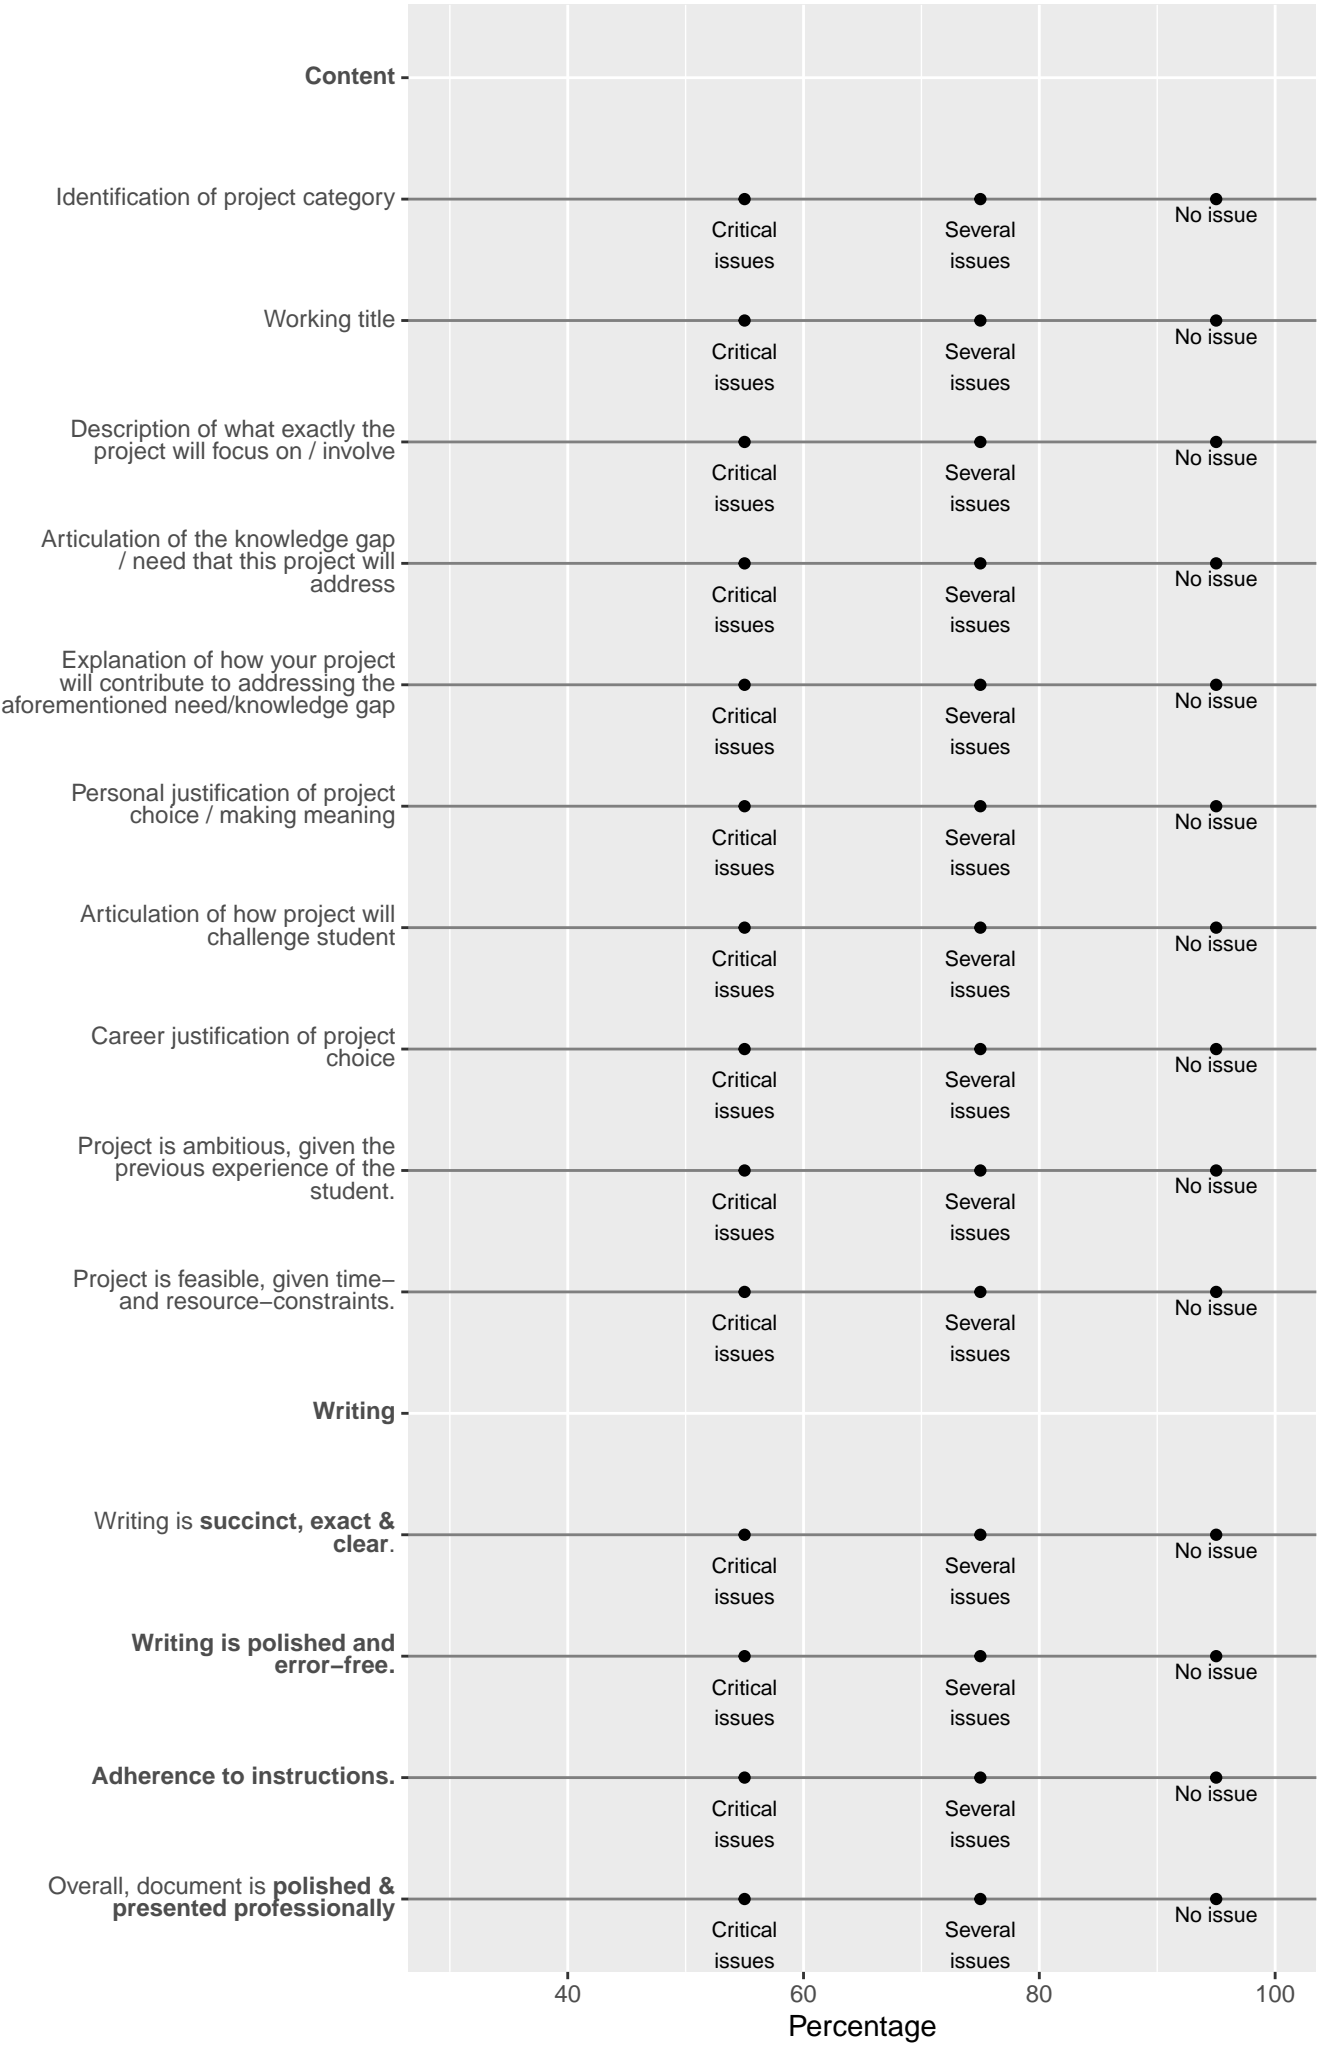 Content
Identification of project category
No issue
Critical
issues
Several
issues
Working title
No issue
Critical
issues
Several
issues
Description of what exactly the
project will focus on / involve
No issue
Critical
issues
Several
issues
Articulation of the knowledge gap
/ need that this project will
address
No issue
Critical
issues
Several
issues
Explanation of how your project
will contribute to addressing the
aforementioned need/knowledge gap
No issue
Critical
issues
Several
issues
Personal justification of project
choice / making meaning
No issue
Critical
issues
Several
issues
Articulation of how project will
challenge student
No issue
Critical
issues
Several
issues
Career justification of project
choice
No issue
Critical
issues
Several
issues
Project is ambitious, given the
previous experience of the
student.
No issue
Critical
issues
Several
issues
Project is feasible, given time−
and resource−constraints.
No issue
Critical
issues
Several
issues
Writing
Writing is succinct, exact &
clear.
No issue
Critical
issues
Several
issues
Writing is polished and
error−free.
No issue
Critical
issues
Several
issues
Adherence to instructions.
No issue
Critical
issues
Several
issues
Overall, document is polished &
presented professionally
No issue
Critical
issues
Several
issues
40 60 80 100
Percentage